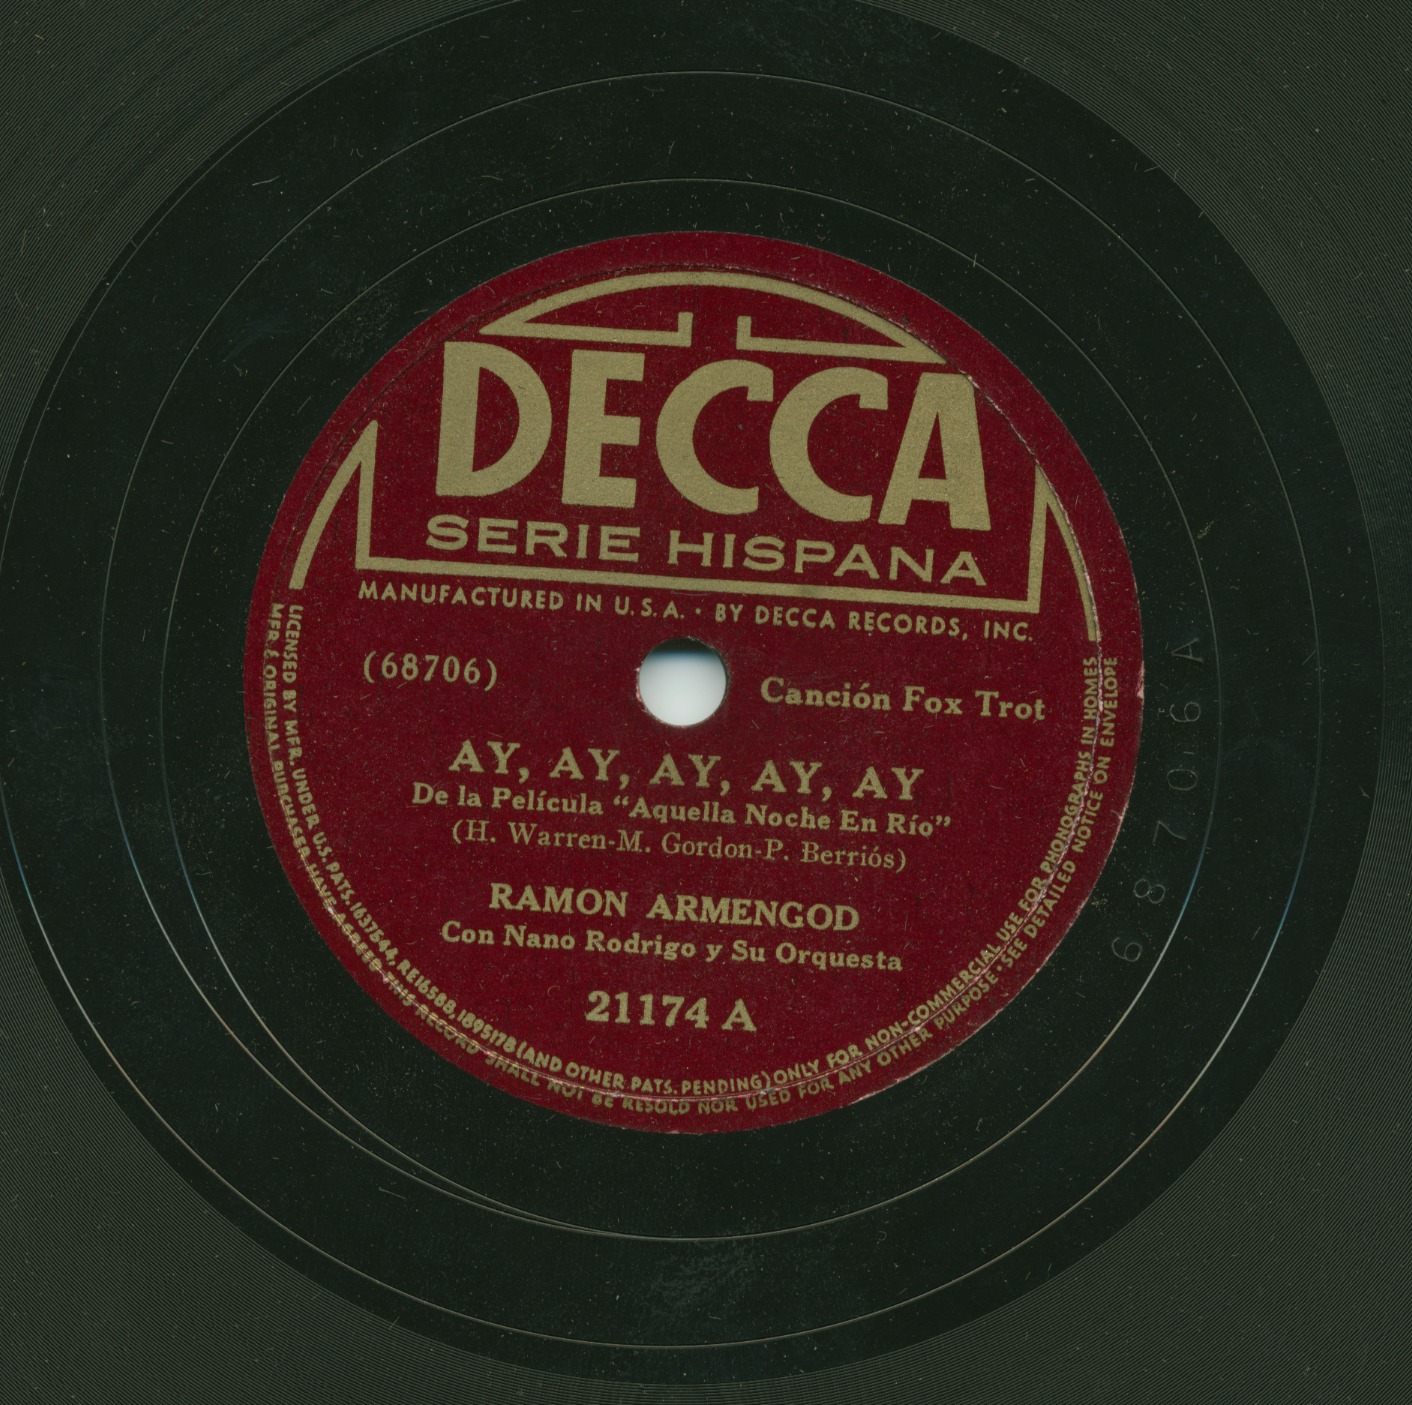 DECCA
SERIE HISPANA
MANUFACTURED IN U.S.A. · BY DECCA RECORDS, INC.
(68706)
Canción Fox Trot
AY, AY, AY, AY, AY
De la Película “Aquella Noche En Río”
(H. Warren-M. Gordon-P. Berriós)
RAMON ARMENGOD
Con Nano Rodrigo y Su Orquesta
21174 A
LICENSED BY MFR. UNDER U.S. PATS. 1637544, RE16588, 1895178 (AND OTHER PATS. PENDING) ONLY FOR NON-COMMERCIAL USE FOR PHONOGRAPHS IN HOMES
MFR. & ORIGINAL PURCHASER HAVE AGREED THIS RECORD SHALL NOT BE RESOLD NOR USED FOR ANY OTHER PURPOSE · SEE DETAILED NOTICE ON ENVELOPE
68706A